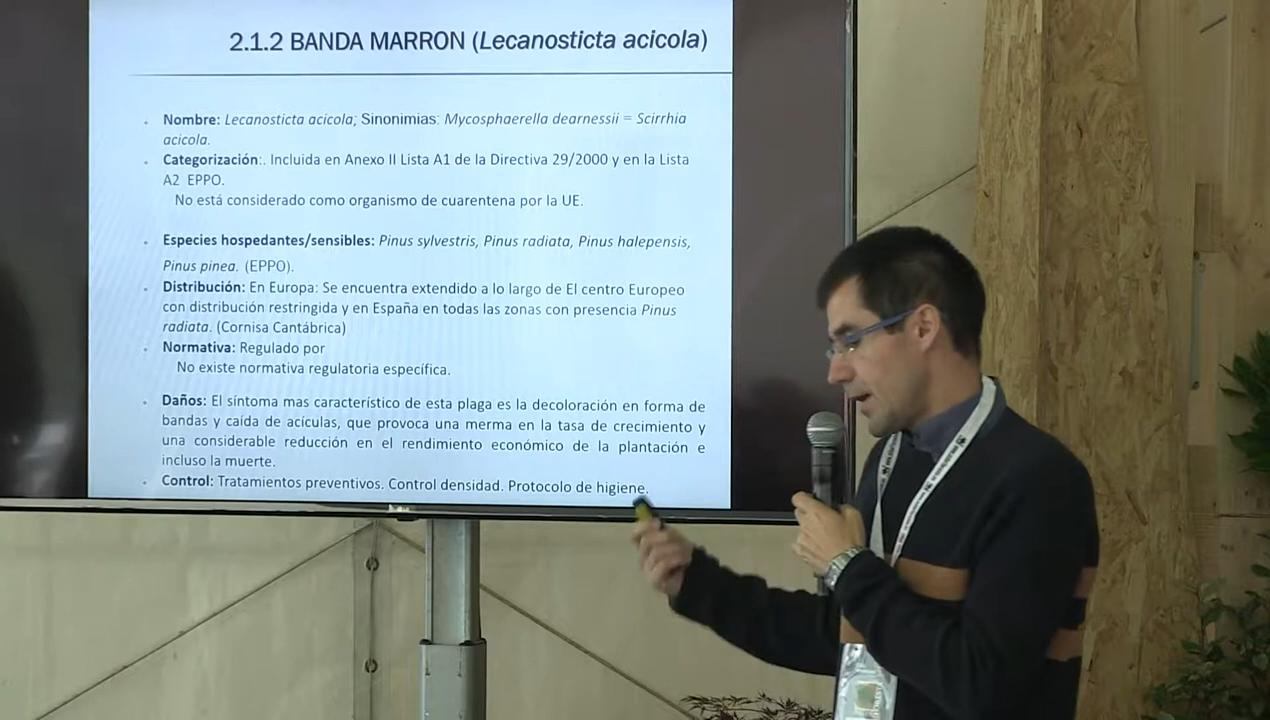 2.1.2 BANDA MARRON (Lecanosticta acicola)
Nombre: Lecanosticta acicola; Sinonimias: Mycosphaerella dearnessii = Scirrhia
acicola.
Categorización:. Incluida en Anexo II Lista A1 de la Directiva 29/2000 y en la Lista
A2 EPPO.
No está considerado como organismo de cuarentena por la UE.
Especies hospedantes/sensibles: Pinus sylvestris, Pinus radiata, Pinus halepensis,
Pinus pinea. (EPPO).
Distribución: En Europa: Se encuentra extendido a lo largo de El centro Europeo
con distribución restringida y en España en todas las zonas con presencia Pinus
radiata. (Cornisa Cantábrica)
Normativa: Regulado por
No existe normativa regulatoria específica.
Daños: El síntoma mas característico de esta plaga es la decoloración en forma de
bandas y caída de acículas, que provoca una merma en la tasa de crecimiento y
una considerable reducción en el rendimiento económico de la plantación e
incluso la muerte.
Control: Tratamientos preventivos. Control densidad. Protocolo de higiene.